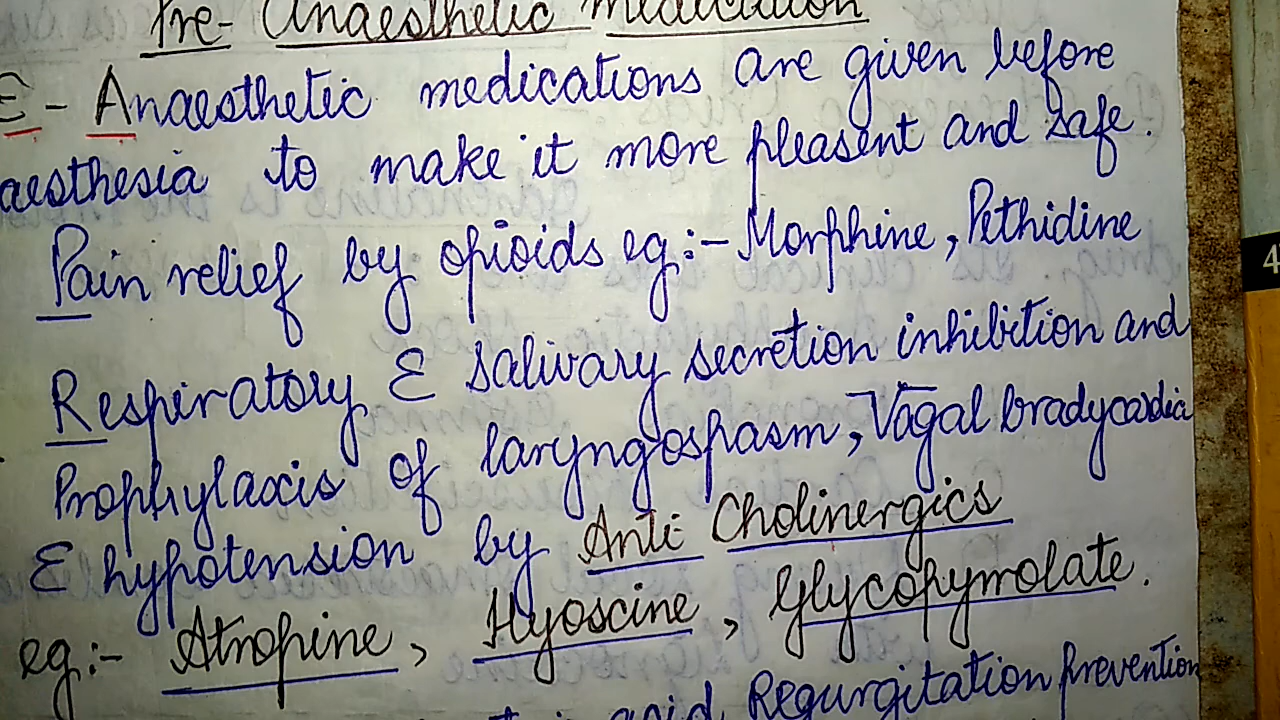 Pre- Anaesthetic Medication
E - Anaesthetic medications are given before
aesthesia to make it more pleasent and safe.
Pain relief by opioids eg:- Morphine, Pethidine
Respiratory & salivary secretion inhibition and
Prophylaxis of laryngospasm, Vagal bradycardia
& hypotension by Anti Cholinergics
eg:- Atropine, Hyoscine, Glycopyrrolate.
acid Regurgitation prevention
4